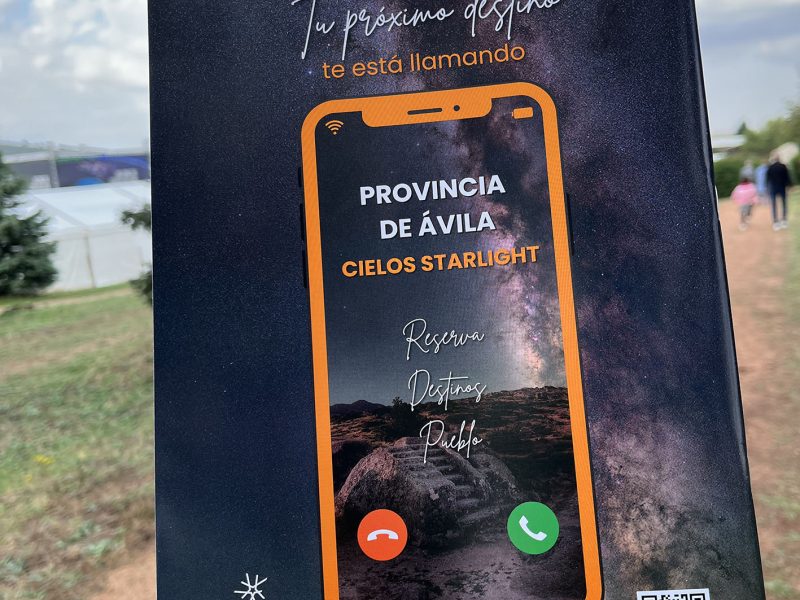 Tu próximo destino
te está llamando
PROVINCIA
DE ÁVILA
CIELOS STARLIGHT
Reserva
Destinos
Pueblo